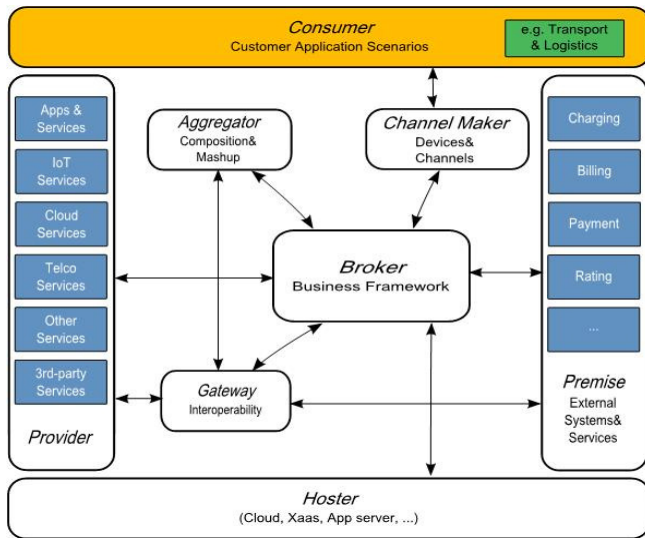 Consumer
Customer Application Scenarios
e.g. Transport
& Logistics
Apps &
Services
IoT
Services
Cloud
Services
Telco
Services
Other
Services
3rd-party
Services
Provider
Aggregator
Composition&
Mashup
Channel Maker
Devices&
Channels
Broker
Business Framework
Gateway
Interoperability
Charging
Billing
Payment
Rating
...
Premise
External
Systems&
Services
Hoster
(Cloud, Xaas, App server, ...)